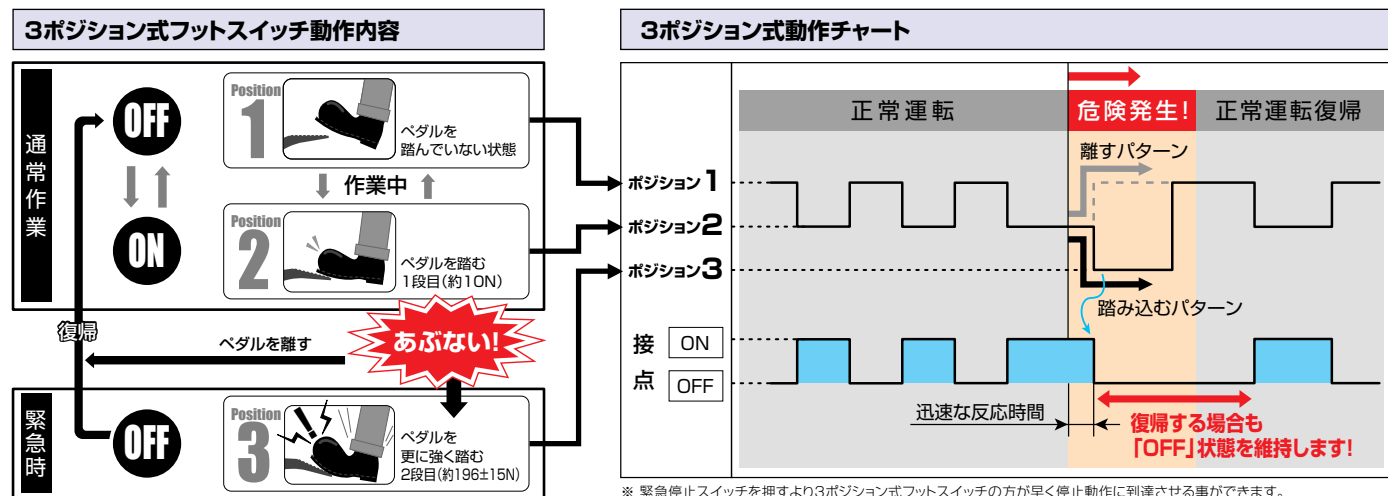 3ポジション式フットスイッチ動作内容
通常作業
OFF
ON
Position
1
ペダルを
踏んでいない状態
作業中
Position
2
ペダルを踏む
1段目(約10N)
復帰
ペダルを離す
あぶない!
緊急時
OFF
Position
3
ペダルを
更に強く踏む
2段目(約196±15N)
3ポジション式動作チャート
正常運転
危険発生!
正常運転復帰
離すパターン
ポジション1
ポジション2
ポジション3
踏み込むパターン
接点
ON
OFF
迅速な反応時間
復帰する場合も
「OFF」状態を維持します!
※ 緊急停止スイッチを押すより3ポジション式フットスイッチの方が早く停止動作に到達させる事ができます。